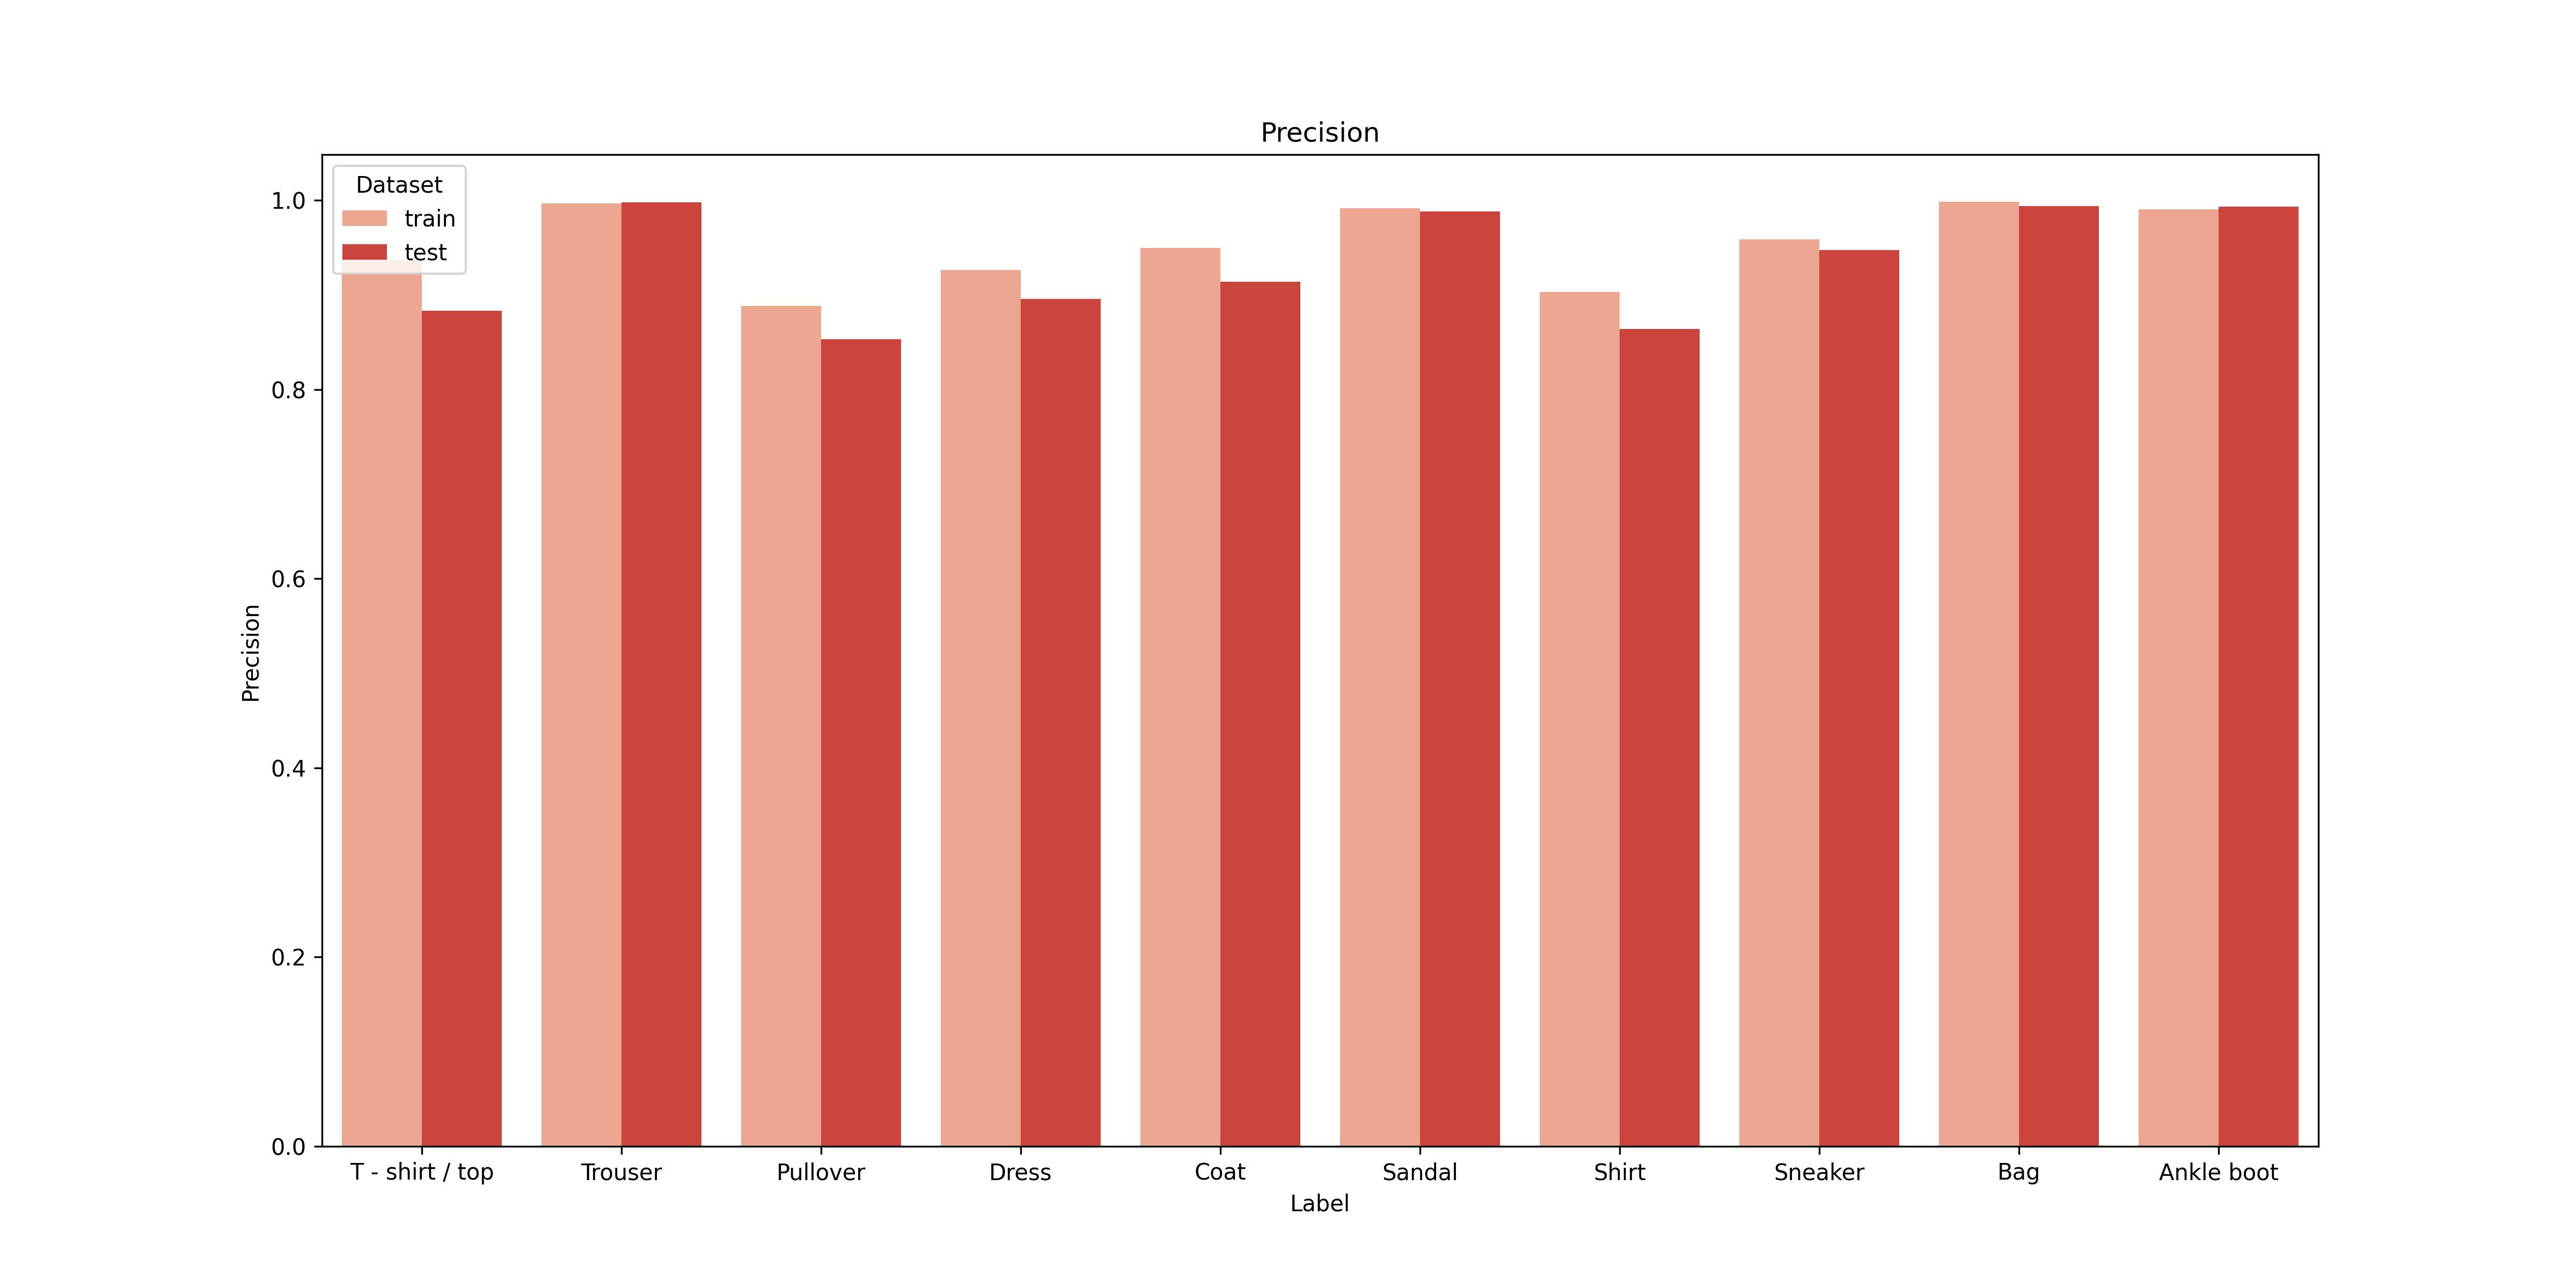 Precision
Dataset
train
test
1.0
0.8
0.6
0.4
0.2
0.0
Precision
T - shirt / top Trouser Pullover Dress Coat Sandal Shirt Sneaker Bag Ankle boot
Label